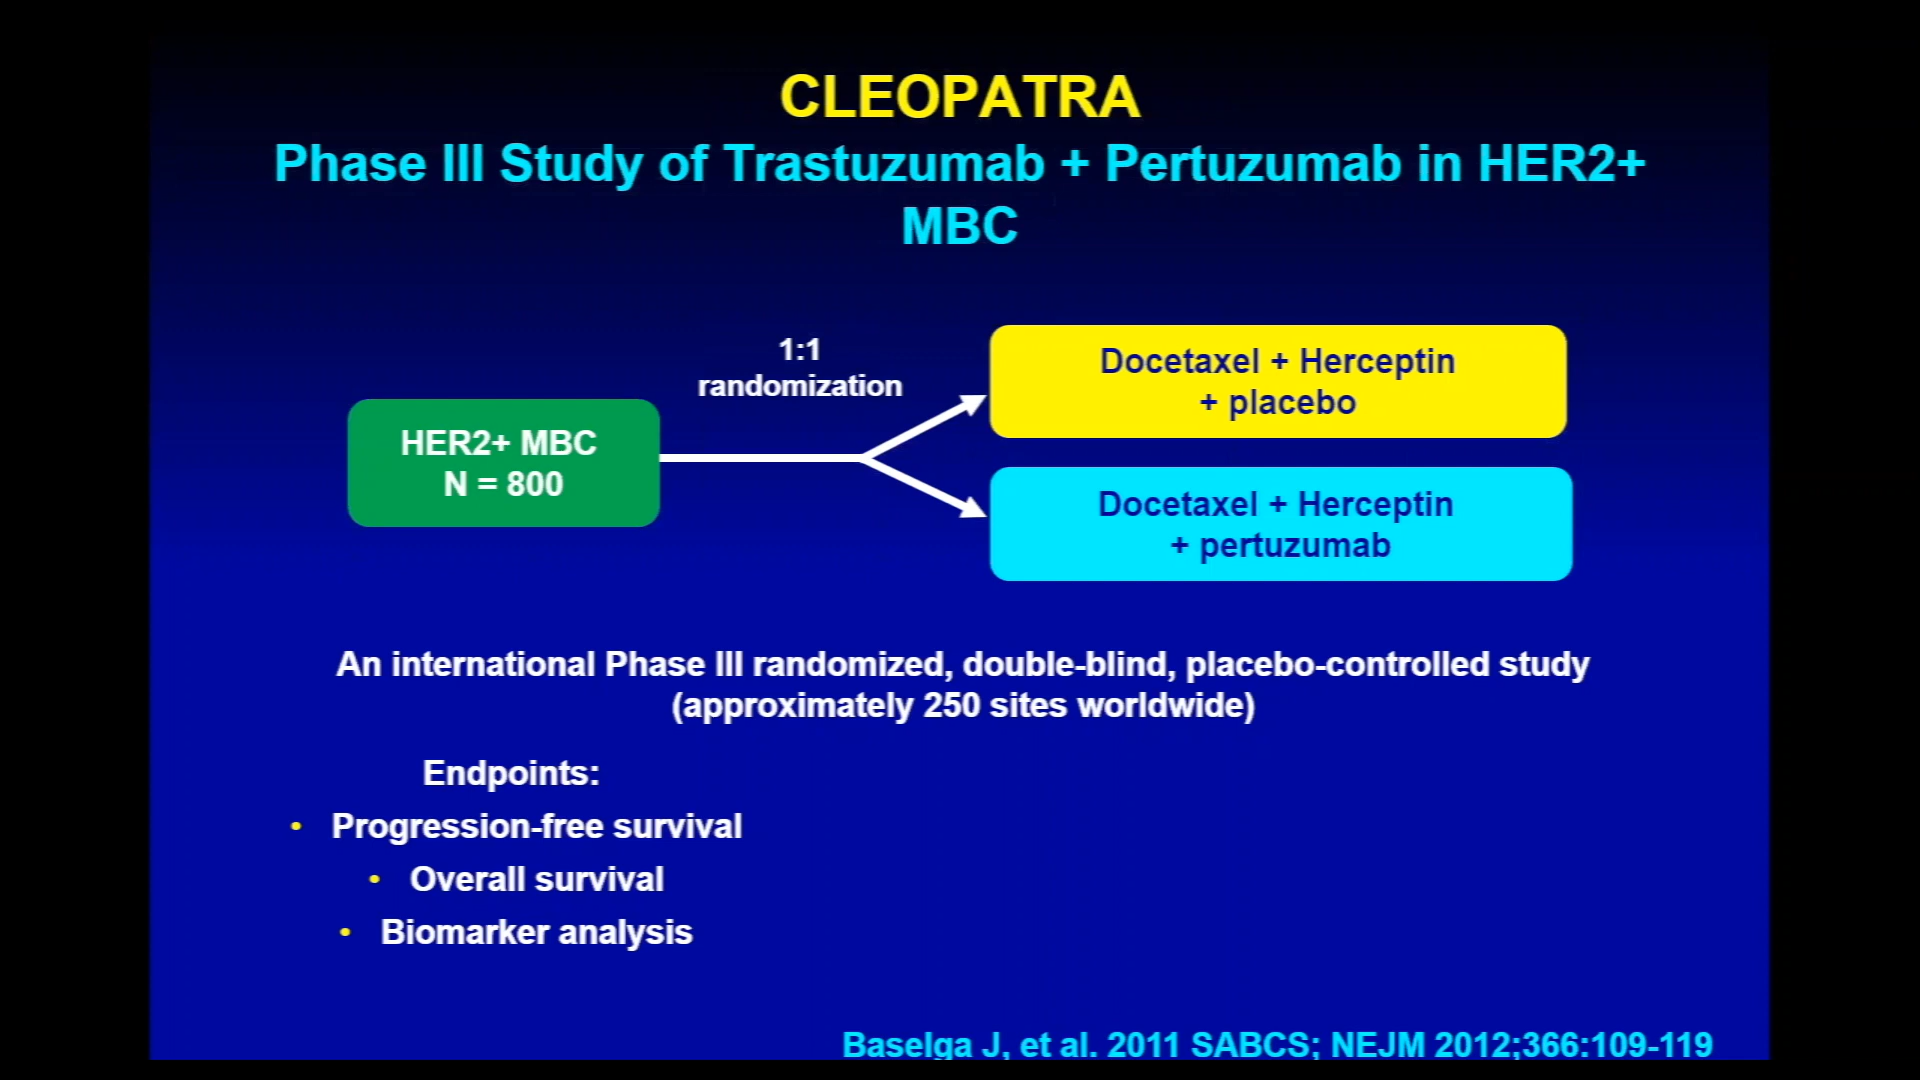 CLEOPATRA
Phase III Study of Trastuzumab + Pertuzumab in HER2+
MBC
1:1
randomization
HER2+ MBC
N = 800
Docetaxel + Herceptin
+ placebo
Docetaxel + Herceptin
+ pertuzumab
An international Phase III randomized, double-blind, placebo-controlled study
(approximately 250 sites worldwide)
Endpoints:
• Progression-free survival
• Overall survival
• Biomarker analysis
Baselga J, et al. 2011 SABCS; NEJM 2012;366:109-119